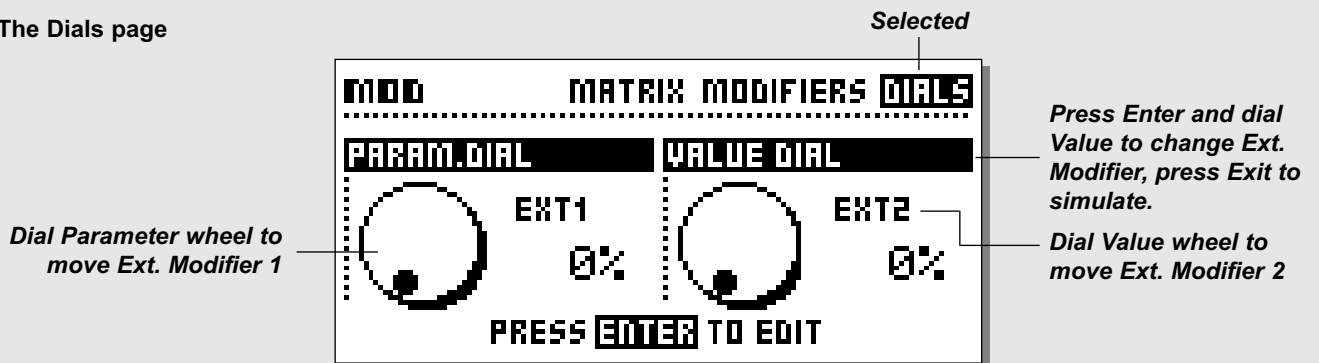 The Dials page
Selected
MOD MATRIX MODIFIERS DIALS
PARAM.DIAL VALUE DIAL
EXT1
0%
EXT2
0%
PRESS ENTER TO EDIT
Dial Parameter wheel to
move Ext. Modifier 1
Press Enter and dial
Value to change Ext.
Modifier, press Exit to
simulate.
Dial Value wheel to
move Ext. Modifier 2